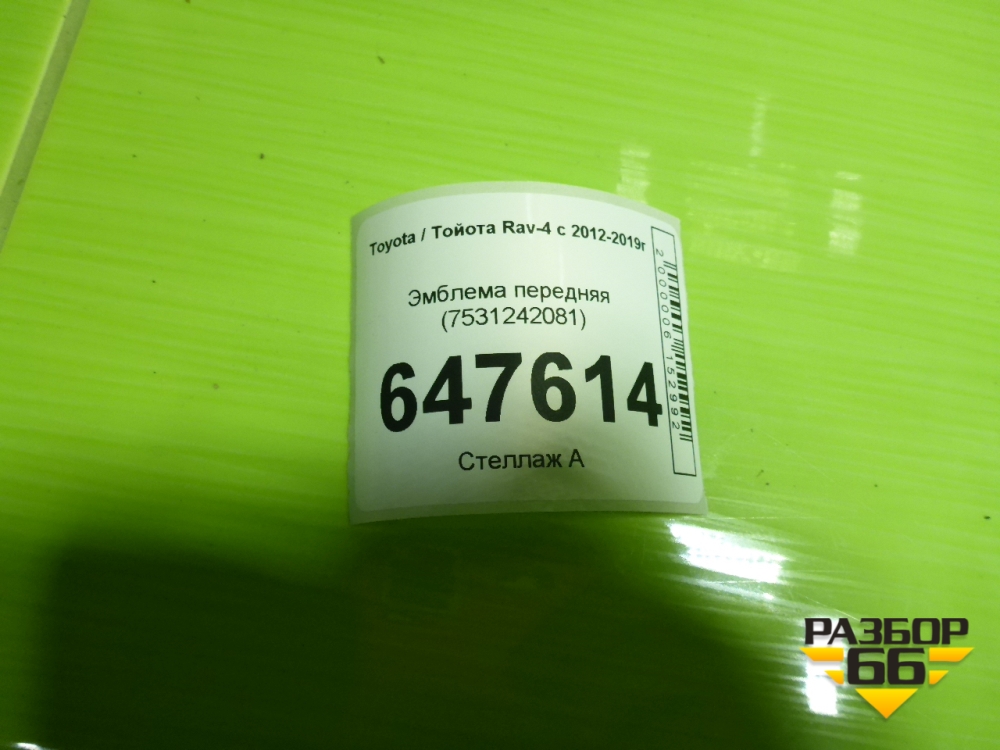 Toyota / Тойота Rav-4 с 2012-2019г
Эмблема передняя
(7531242081)
647614
Стеллаж А
2000006152992
РАЗБОР
66